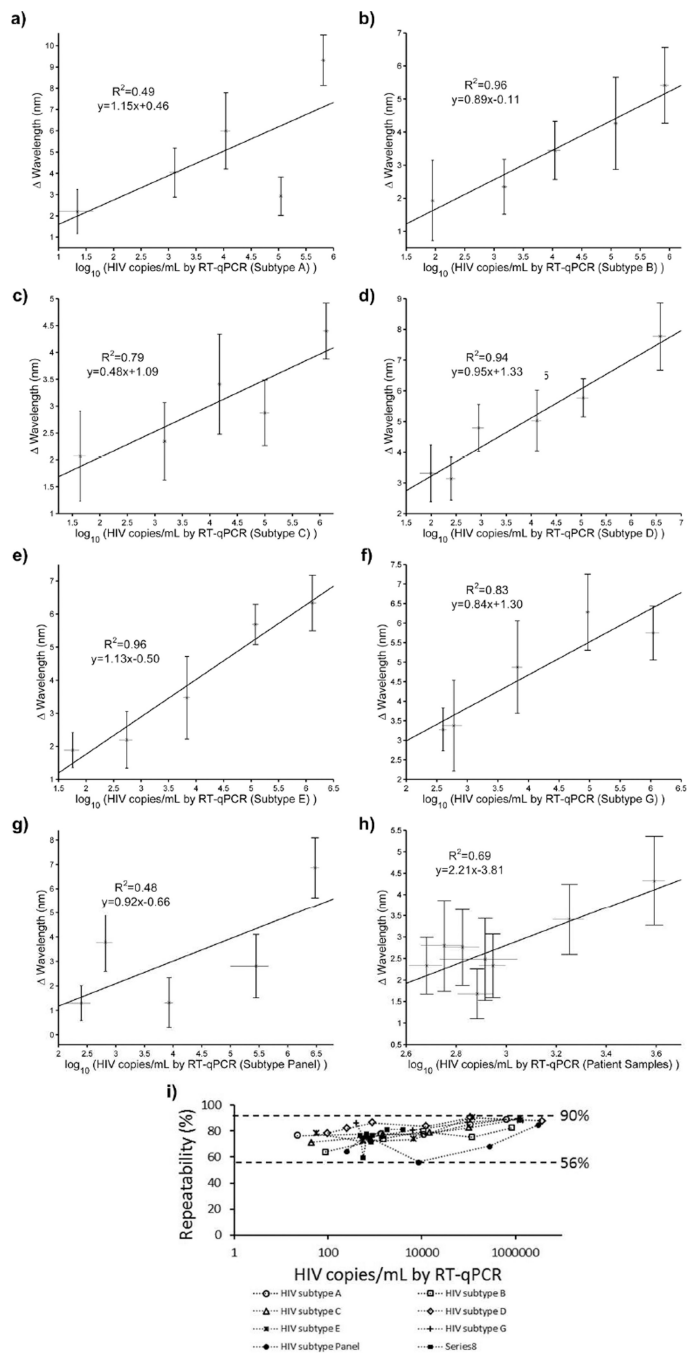 a)
10
9
8
7
6
5
4
3
2
1
Δ Wavelength (nm)
R²=0.49
y=1.15x+0.46
1 1.5 2 2.5 3 3.5 4 4.5 5 5.5 6
log₁₀ (HIV copies/mL by RT-qPCR (Subtype A) )
b)
7
6
5
4
3
2
1
Δ Wavelength (nm)
R²=0.96
y=0.89x-0.11
1.5 2 2.5 3 3.5 4 4.5 5 5.5 6
log₁₀ (HIV copies/mL by RT-qPCR (Subtype B) )
c)
5
4.5
4
3.5
3
2.5
2
1.5
1
Δ Wavelength (nm)
R²=0.79
y=0.48x+1.09
1.5 2 2.5 3 3.5 4 4.5 5 5.5 6
log₁₀ (HIV copies/mL by RT-qPCR (Subtype C) )
d)
9
8
7
6
5
4
3
2
Δ Wavelength (nm)
R²=0.94
y=0.95x+1.33
5
1.5 2 2.5 3 3.5 4 4.5 5 5.5 6 6.5 7
log₁₀ (HIV copies/mL by RT-qPCR (Subtype D) )
e)
7
6
5
4
3
2
1
Δ Wavelength (nm)
R²=0.96
y=1.13x-0.50
1.5 2 2.5 3 3.5 4 4.5 5 5.5 6 6.5
log₁₀ (HIV copies/mL by RT-qPCR (Subtype E) )
f)
7.5
7
6.5
6
5.5
5
4.5
4
3.5
3
2.5
2
Δ Wavelength (nm)
R²=0.83
y=0.84x+1.30
2 2.5 3 3.5 4 4.5 5 5.5 6 6.5
log₁₀ (HIV copies/mL by RT-qPCR (Subtype G) )
g)
8
7
6
5
4
3
2
1
0
Δ Wavelength (nm)
R²=0.48
y=0.92x-0.66
2 2.5 3 3.5 4 4.5 5 5.5 6 6.5
log₁₀ (HIV copies/mL by RT-qPCR (Subtype Panel) )
h)
5.5
4.5
3.5
2.5
1.5
0.5
Δ Wavelength (nm)
R²=0.69
y=2.21x-3.81
2.6 2.8 3 3.2 3.4 3.6
log₁₀ (HIV copies/mL by RT-qPCR (Patient Samples) )
i)
100
80
60
40
20
0
Repeatability (%)
90%
56%
1 100 10000 1000000
HIV copies/mL by RT-qPCR
HIV subtype A HIV subtype B
HIV subtype C HIV subtype D
HIV subtype E HIV subtype G
HIV subtype Panel Series8